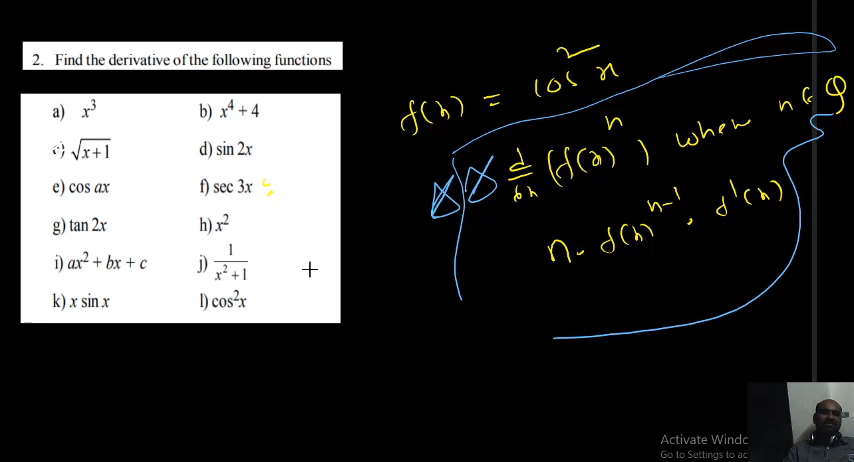 2. Find the derivative of the following functions
a) x³ b) x⁴ + 4
c) √x+1 d) sin 2x
e) cos ax f) sec 3x
g) tan 2x h) x²
i) ax² + bx + c j) 1/x² + 1
k) x sin x l) cos²x
f(x) = cos² x
d/dx (f(x)ⁿ) when n ∈ Q
n · f(x)ⁿ⁻¹ · f'(x)
Activate Windo
Go to Settings to ac